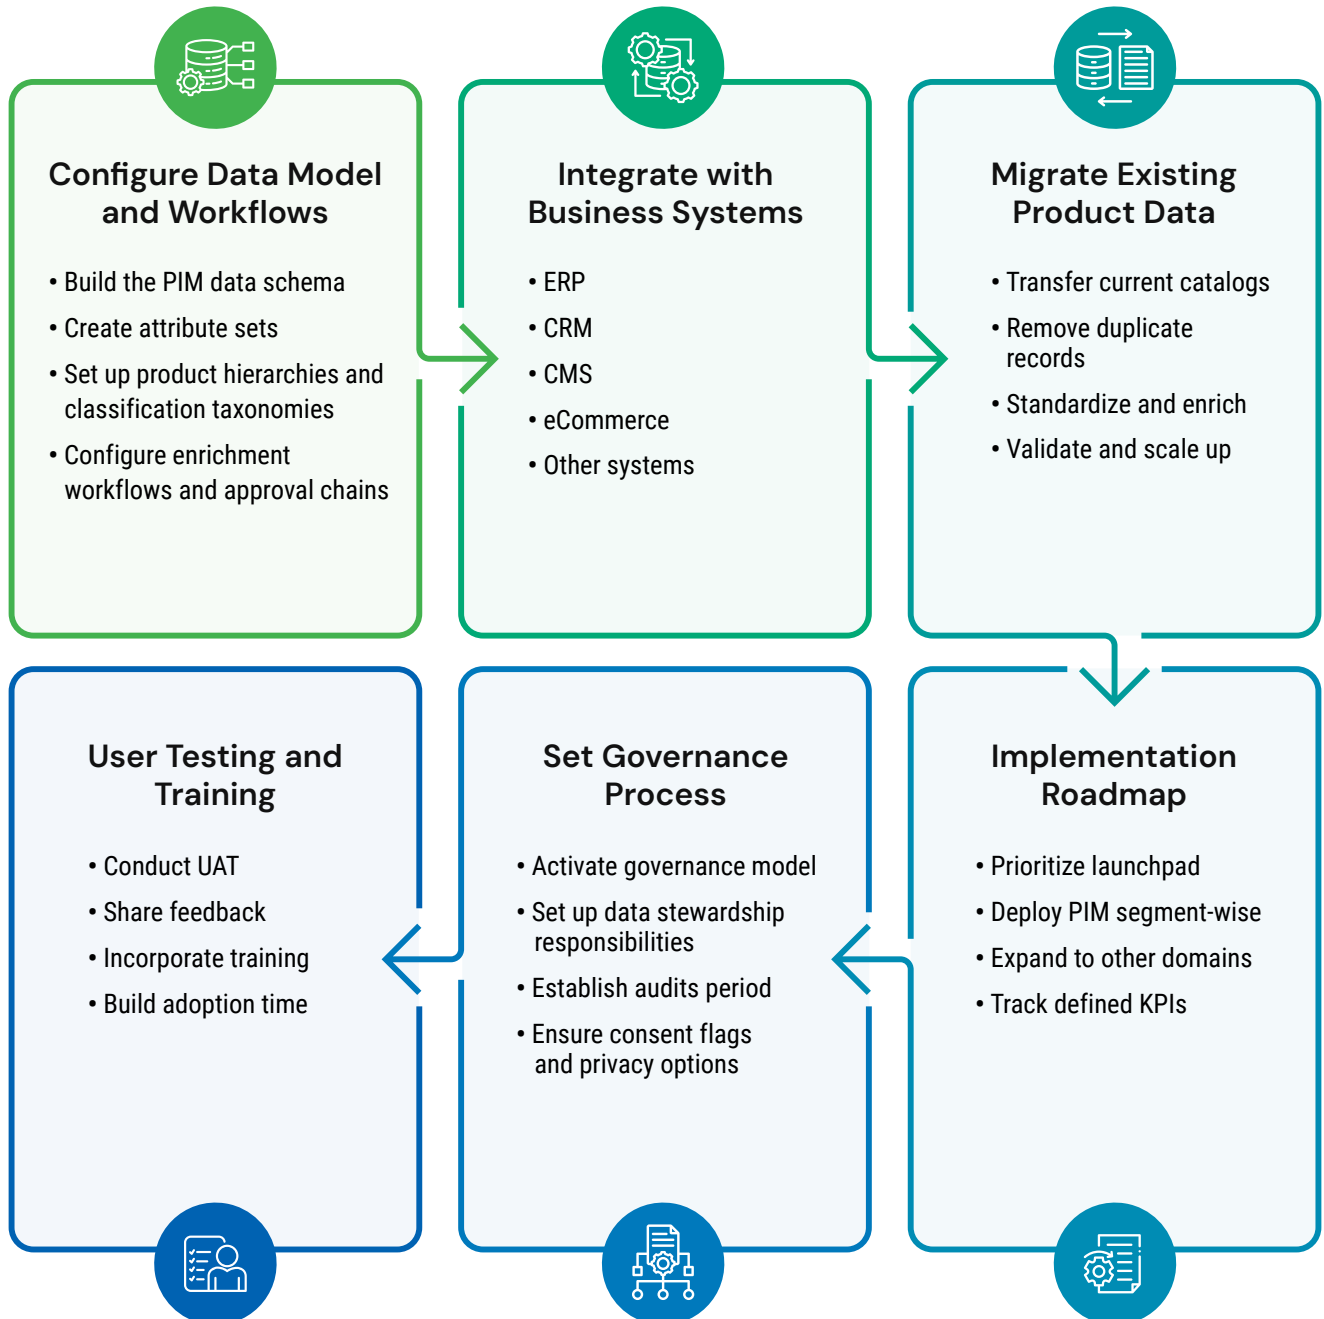 Configure Data Model
and Workflows
• Build the PIM data schema
• Create attribute sets
• Set up product hierarchies and
classification taxonomies
• Configure enrichment
workflows and approval chains
Integrate with
Business Systems
• ERP
• CRM
• CMS
• eCommerce
• Other systems
Migrate Existing
Product Data
• Transfer current catalogs
• Remove duplicate
records
• Standardize and enrich
• Validate and scale up
Implementation
Roadmap
• Prioritize launchpad
• Deploy PIM segment-wise
• Expand to other domains
• Track defined KPIs
Set Governance
Process
• Activate governance model
• Set up data stewardship
responsibilities
• Establish audits period
• Ensure consent flags
and privacy options
User Testing and
Training
• Conduct UAT
• Share feedback
• Incorporate training
• Build adoption time